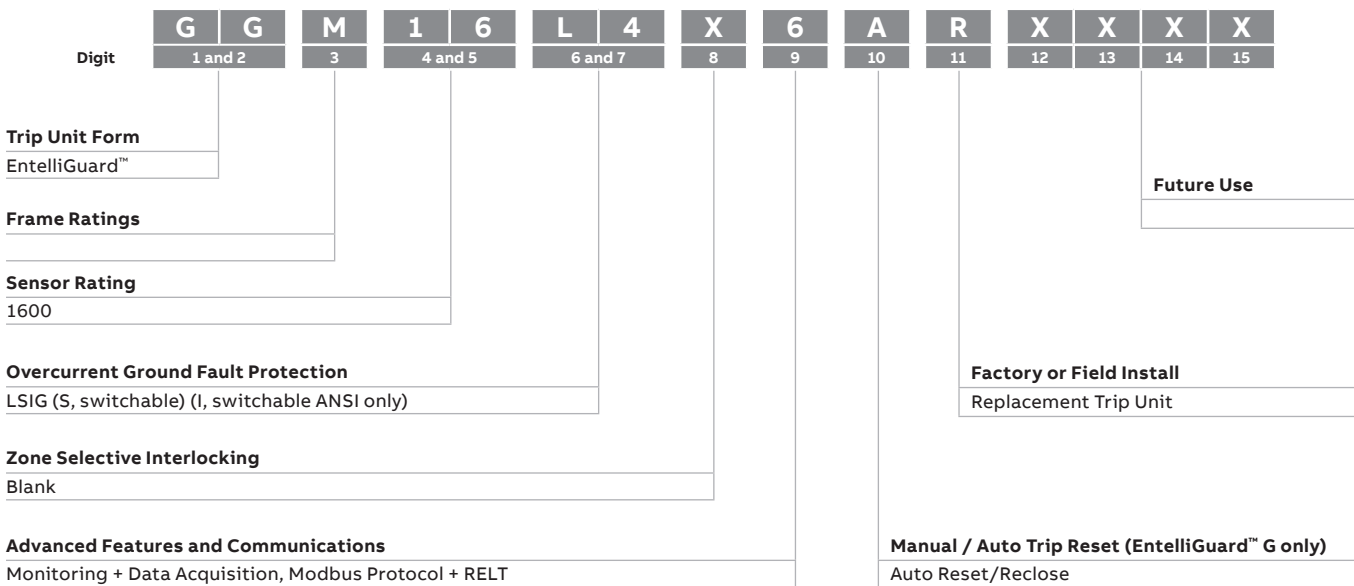 G G M 1 6 L 4 X 6 A R X X X X
Digit 1 and 2 3 4 and 5 6 and 7 8 9 10 11 12 13 14 15
Trip Unit Form
EntelliGuard™
Future Use
Frame Ratings
Sensor Rating
1600
Overcurrent Ground Fault Protection
LSIG (S, switchable) (I, switchable ANSI only)
Factory or Field Install
Replacement Trip Unit
Zone Selective Interlocking
Blank
Advanced Features and Communications
Monitoring + Data Acquisition, Modbus Protocol + RELT
Manual / Auto Trip Reset (EntelliGuard™ G only)
Auto Reset/Reclose